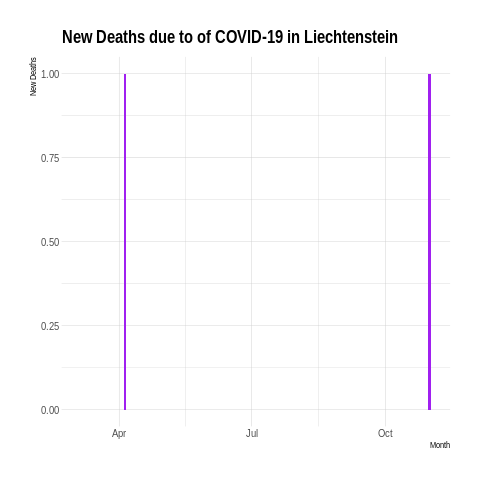 New Deaths due to of COVID-19 in Liechtenstein
New Deaths
1.00
0.75
0.50
0.25
0.00
Apr Jul Oct
Month